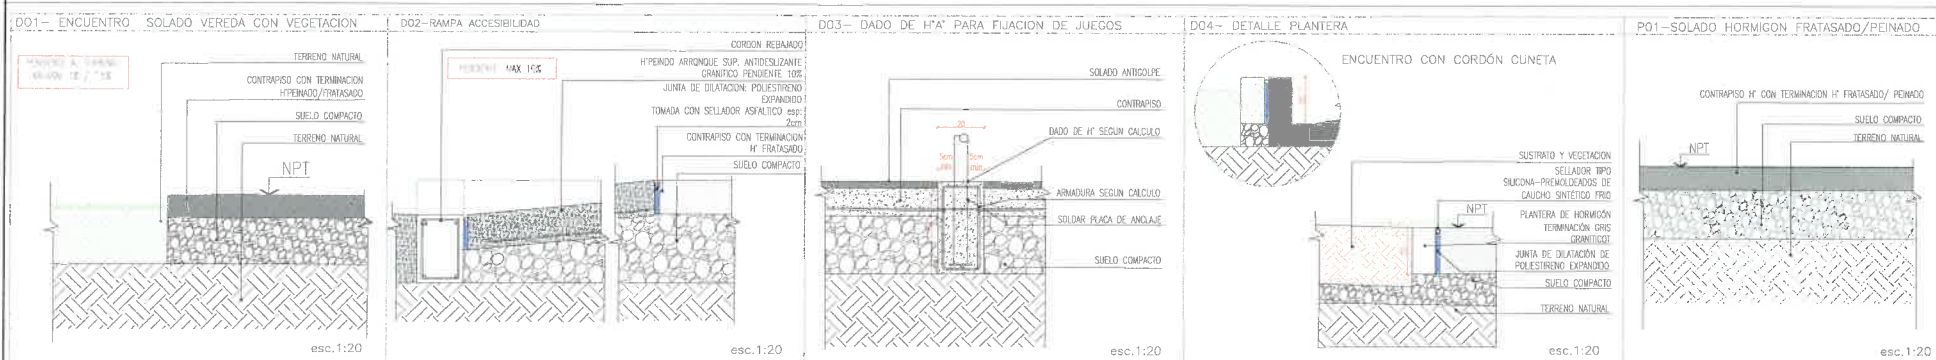 D01- ENCUENTRO SOLADO VEREDA CON VEGETACION
TERRENO NATURAL
CONTRAPISO CON TERMINACION
H°PEINADO/FRATASADO
SUELO COMPACTO
TERRENO NATURAL
NPT
esc.1:20
D02-RAMPA ACCESIBILIDAD
CORDON REBAJADO
MAX 10%
H°PEINDO ARRONQUE SUP. ANTIDESLIZANTE
GRANITICO PENDIENTE 10%
JUNTA DE DILATACIÓN: POLIESTIRENO
EXPANDIDO
TOMADA CON SELLADOR ASFALTICO esp:
2cm
CONTRAPISO CON TERMINACION
H° FRATASADO
SUELO COMPACTO
esc.1:20
D03- DADO DE H°A° PARA FIJACION DE JUEGOS
SOLADO ANTIGOLPE
CONTRAPISO
20
DADO DE H° SEGUN CALCULO
5cm 5cm
min. min.
ARMADURA SEGUN CALCULO
SOLDAR PLACA DE ANCLAJE
SUELO COMPACTO
esc.1:20
D04- DETALLE PLANTERA
ENCUENTRO CON CORDÓN CUNETA
SUSTRATO Y VEGETACION
SELLADOR TIPO
SILICONA-PREMOLDEADOS DE
CAUCHO SINTÉTICO FRIO
NPT
PLANTERA DE HORMIGÓN
TERMINACIÓN GRIS
GRANITICOT
JUNTA DE DILATACIÓN DE
POLIESTIRENO EXPANDIDO
SUELO COMPACTO
TERRENO NATURAL
esc.1:20
P01-SOLADO HORMIGON FRATASADO/PEINADO
CONTRAPISO H° CON TERMINACION H° FRATASADO/ PEINADO
SUELO COMPACTO
TERRENO NATURAL
NPT
esc.1:20